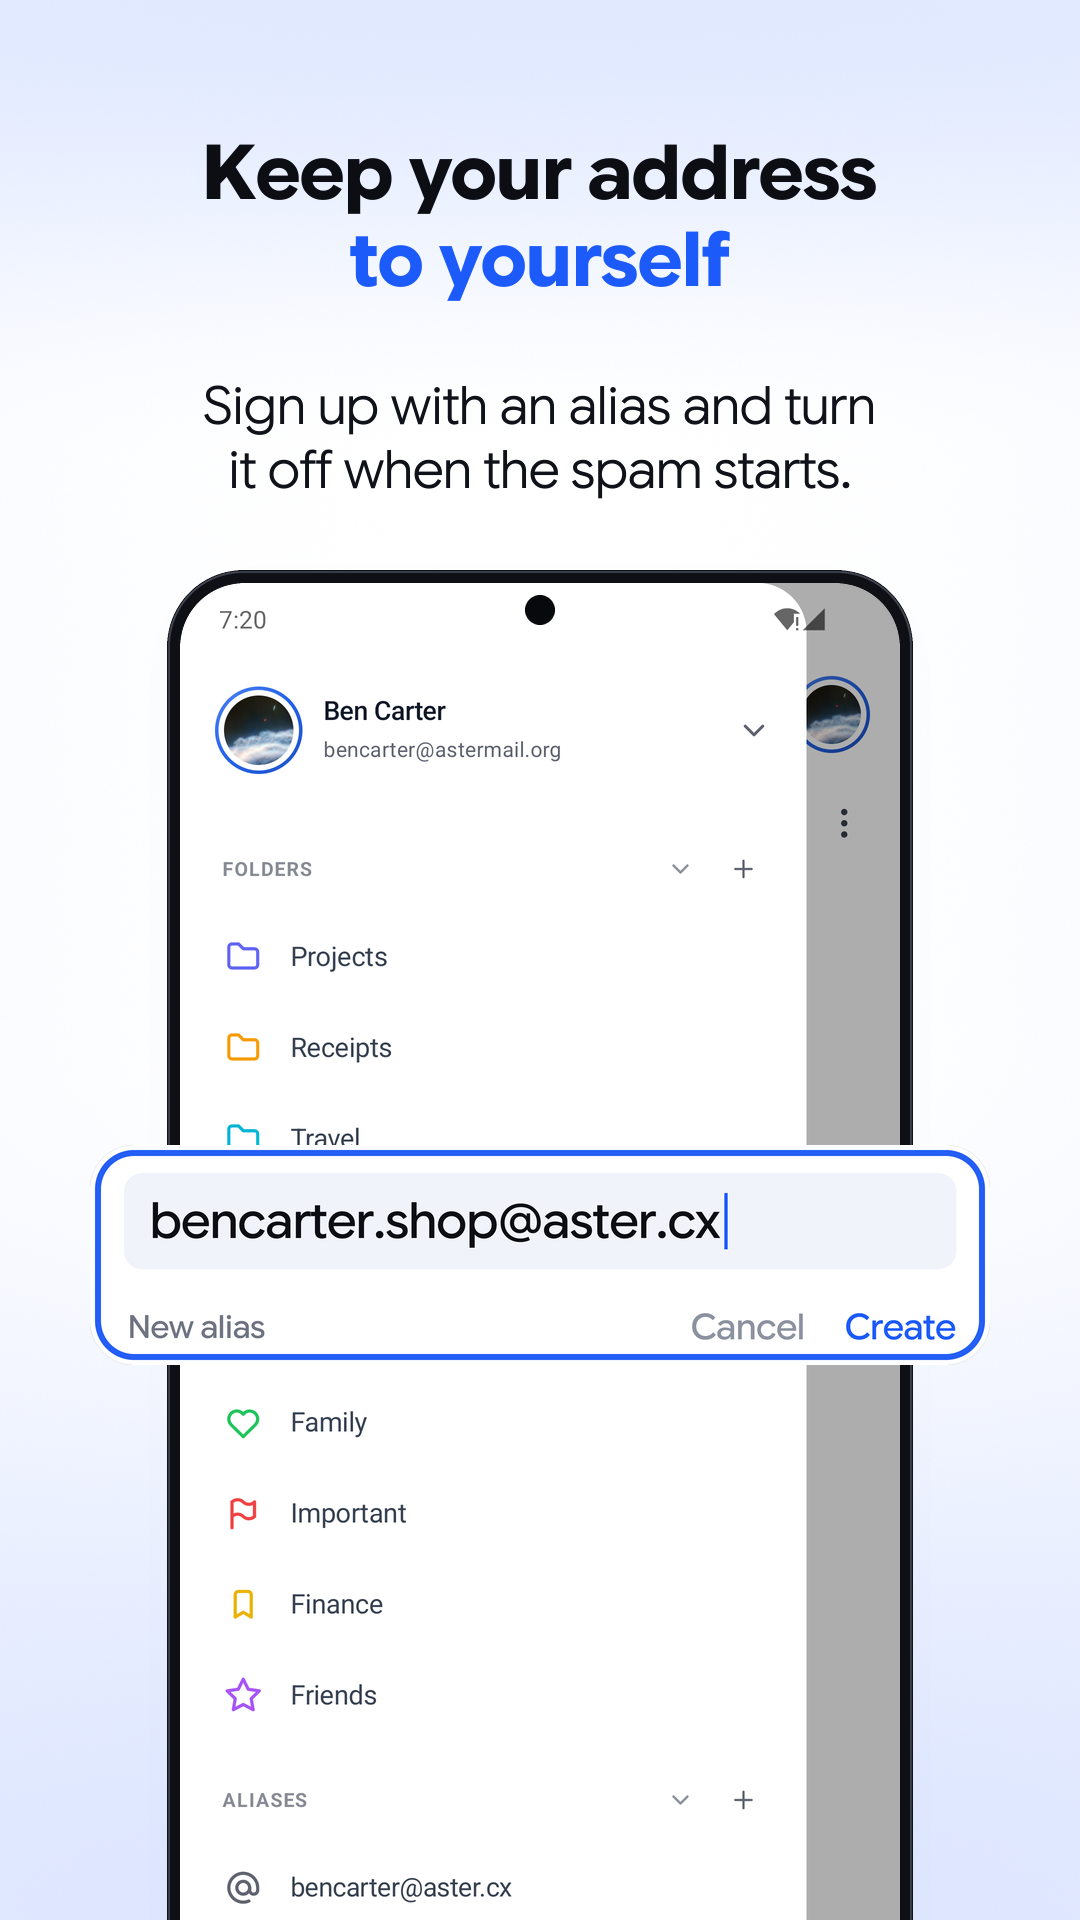 Keep your address
to yourself
Sign up with an alias and turn
it off when the spam starts.
7:20
Ben Carter
bencarter@astermail.org
FOLDERS
Projects
Receipts
Travel
bencarter.shop@aster.cx
New alias
Cancel
Create
Family
Important
Finance
Friends
ALIASES
bencarter@aster.cx